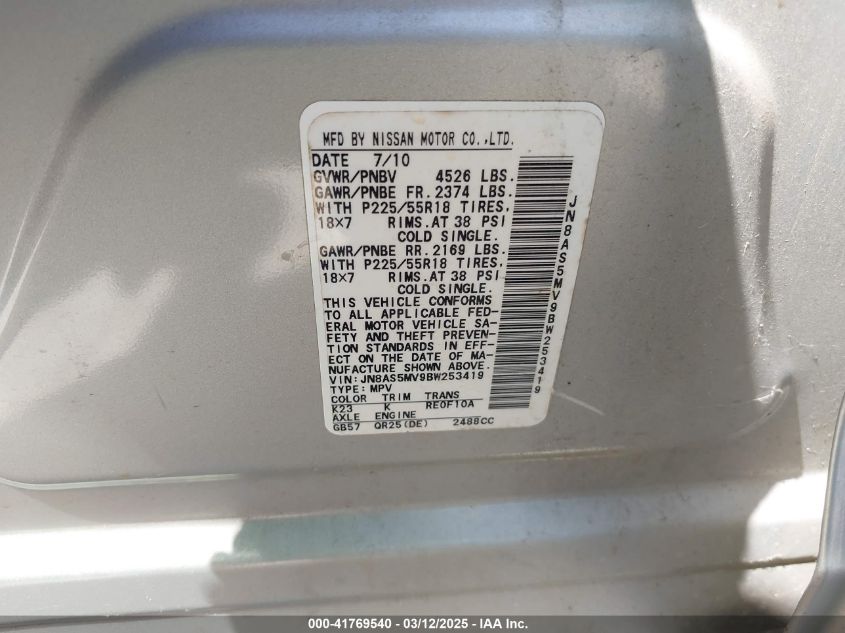 MFD BY NISSAN MOTOR CO.,LTD.
DATE 7/10
GVWR/PNBV 4526 LBS.
GAWR/PNBE FR. 2374 LBS.
WITH P225/55R18 TIRES,
18×7 RIMS.AT 38 PSI
COLD SINGLE.
GAWR/PNBE RR. 2169 LBS.
WITH P225/55R18 TIRES,
18×7 RIMS.AT 38 PSI
COLD SINGLE.
THIS VEHICLE CONFORMS
TO ALL APPLICABLE FED-
ERAL MOTOR VEHICLE SA-
FETY AND THEFT PREVEN-
TION STANDARDS IN EFF-
ECT ON THE DATE OF MA-
NUFACTURE SHOWN ABOVE.
VIN: JN8AS5MV9BW253419
TYPE: MPV
COLOR TRIM TRANS
K23 K RE0F10A
AXLE ENGINE
GB57 QR25(DE) 2488CC
JN8AS5MV9BW253419
000-41769540 - 03/12/2025 - IAA Inc.